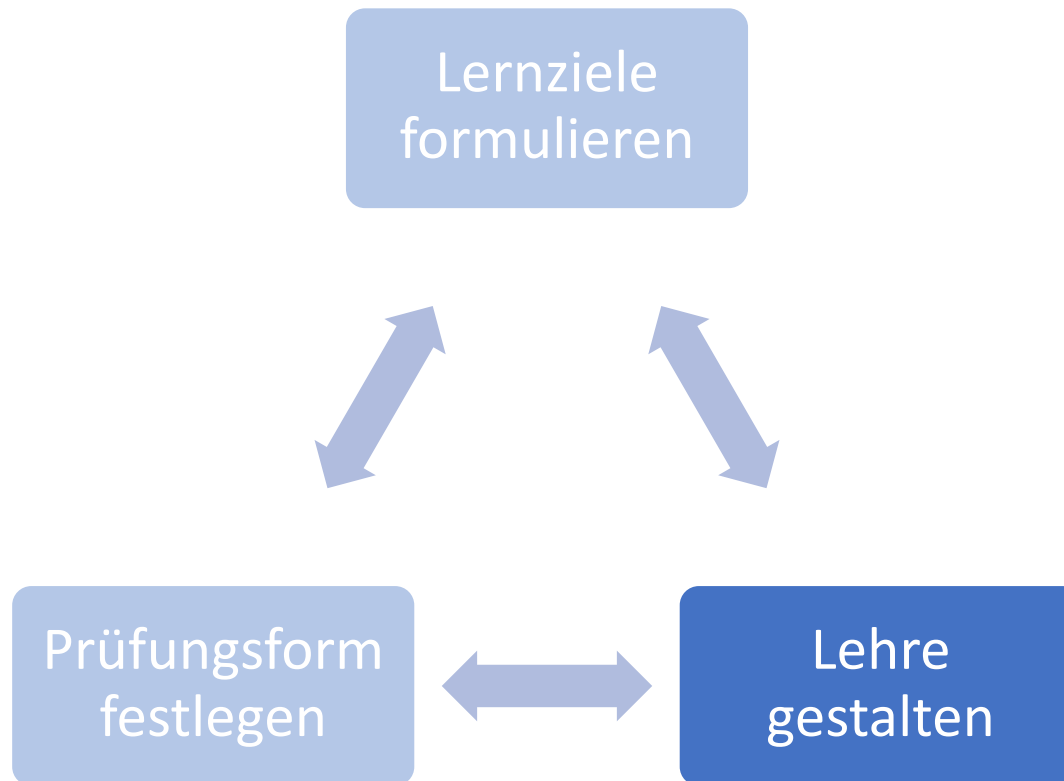 Lernziele
formulieren
Prüfungsform
festlegen
Lehre
gestalten